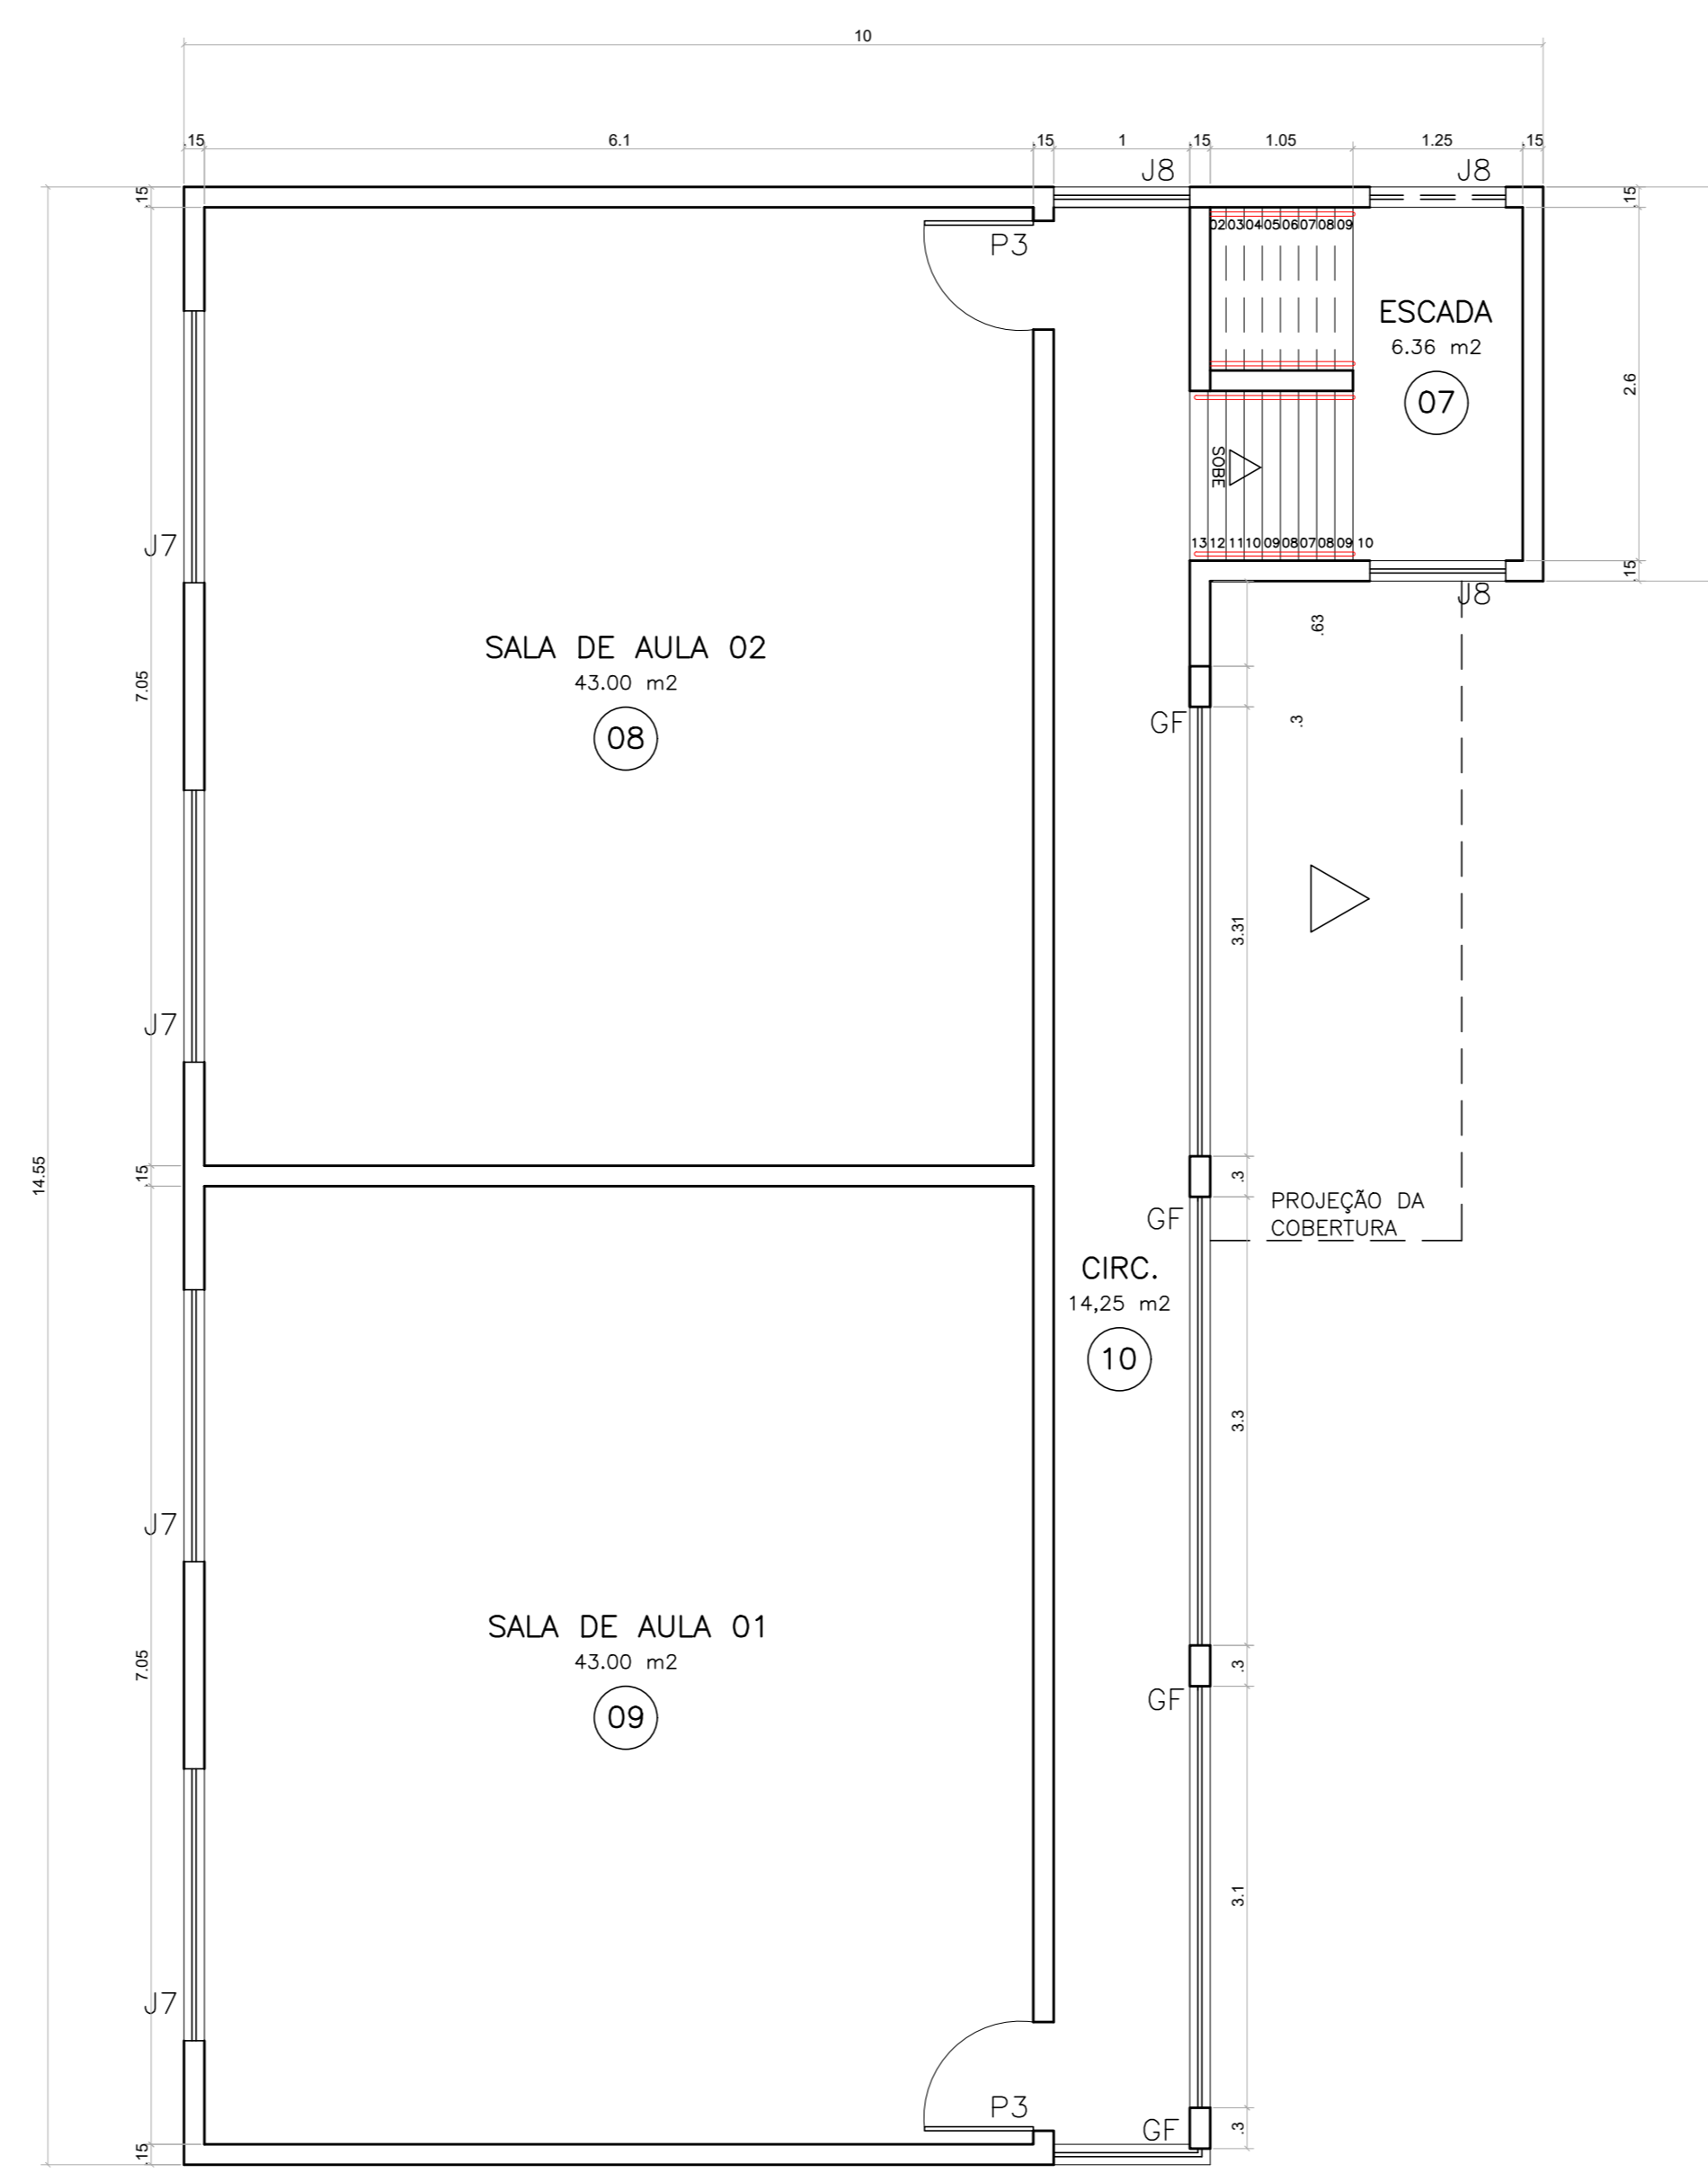 10
.15 6.1 .15 1 .15 1.05 1.25 .15
J8 J8
.15 .15
02 03 04 05 06 07 08 09
P3
ESCADA
6.36 m2
07
2.6
SOBE
13 12 11 10 09 08 07 08 09 10
J7
.15
J8
.63
SALA DE AULA 02
43.00 m2
08
7.05
GF
.3
3.31
J7
14.55
.15
.3
PROJEÇÃO DA
COBERTURA
GF
CIRC.
14,25 m2
10
3.3
J7
SALA DE AULA 01
43.00 m2
09
7.05
.3
GF
3.1
J7
P3
GF
.3
.15